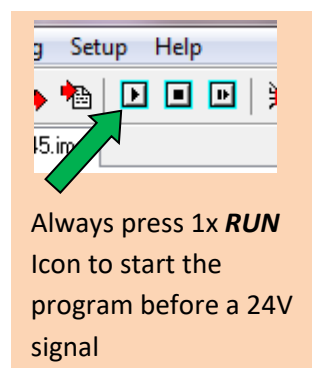 g Setup Help
45.im
Always press 1x RUN
Icon to start the
program before a 24V
signal